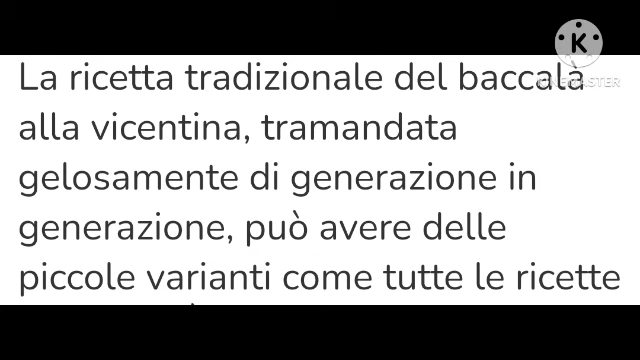 La ricetta tradizionale del baccalà
alla vicentina, tramandata
gelosamente di generazione in
generazione, può avere delle
piccole varianti come tutte le ricette
K
KINEMASTER